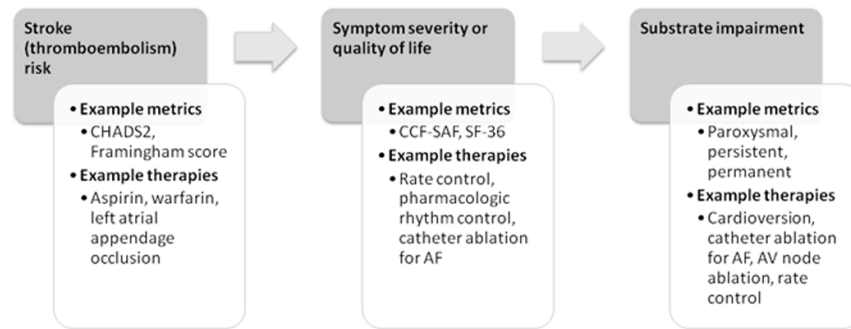 Stroke
(thromboembolism)
risk
• Example metrics
• CHADS2,
Framingham score
• Example therapies
• Aspirin, warfarin,
left atrial
appendage
occlusion
Symptom severity or
quality of life
• Example metrics
• CCF-SAF, SF-36
• Example therapies
• Rate control,
pharmacologic
rhythm control,
catheter ablation
for AF
Substrate impairment
• Example metrics
• Paroxysmal,
persistent,
permanent
• Example therapies
• Cardioversion,
catheter ablation
for AF, AV node
ablation, rate
control